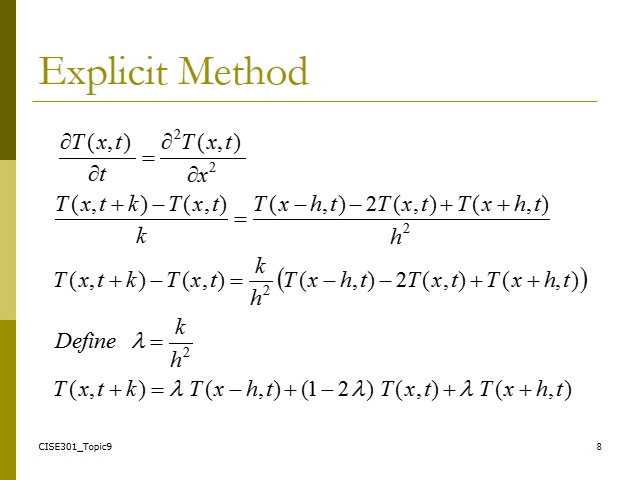 Explicit Method
∂T(x,t)/∂t = ∂²T(x,t)/∂x²
(T(x,t+k)−T(x,t))/k = (T(x−h,t)−2T(x,t)+T(x+h,t))/h²
T(x,t+k)−T(x,t) = k/h² (T(x−h,t)−2T(x,t)+T(x+h,t))
Define λ = k/h²
T(x,t+k) = λ T(x−h,t)+(1−2λ) T(x,t)+λ T(x+h,t)
CISE301_Topic9 8